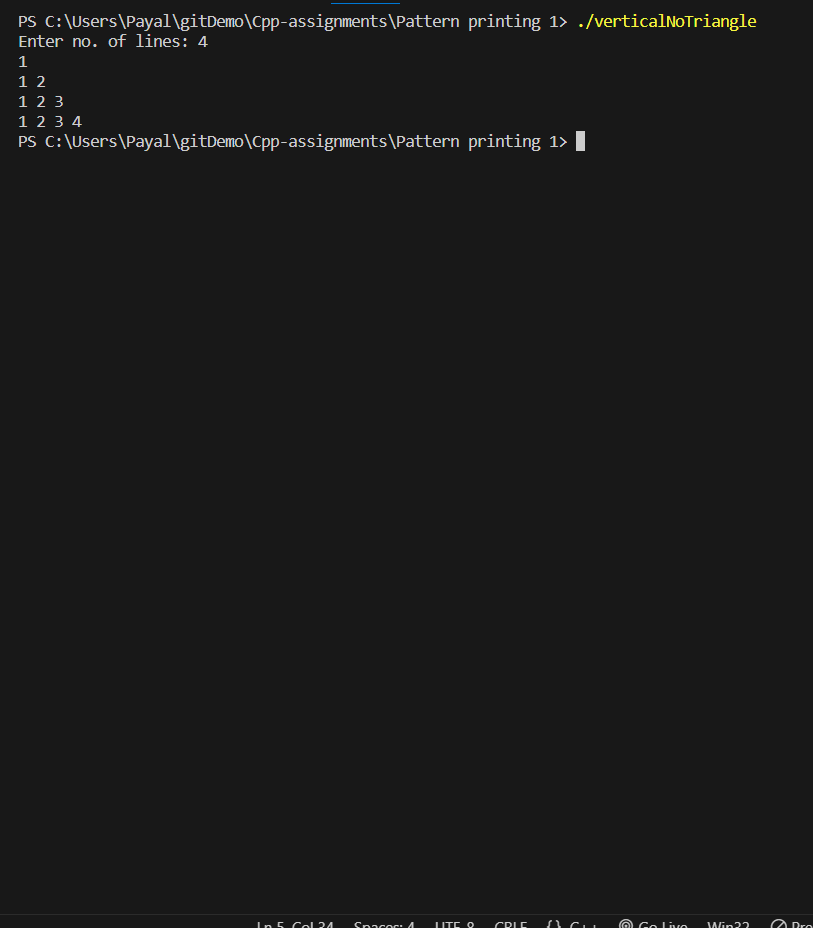 PS C:\Users\Payal\gitDemo\Cpp-assignments\Pattern printing 1> ./verticalNoTriangle
Enter no. of lines: 4
1
1 2
1 2 3
1 2 3 4
PS C:\Users\Payal\gitDemo\Cpp-assignments\Pattern printing 1>
Ln 5, Col 34 Spaces: 4 UTF-8 CRLF {} C++ Go Live Win32